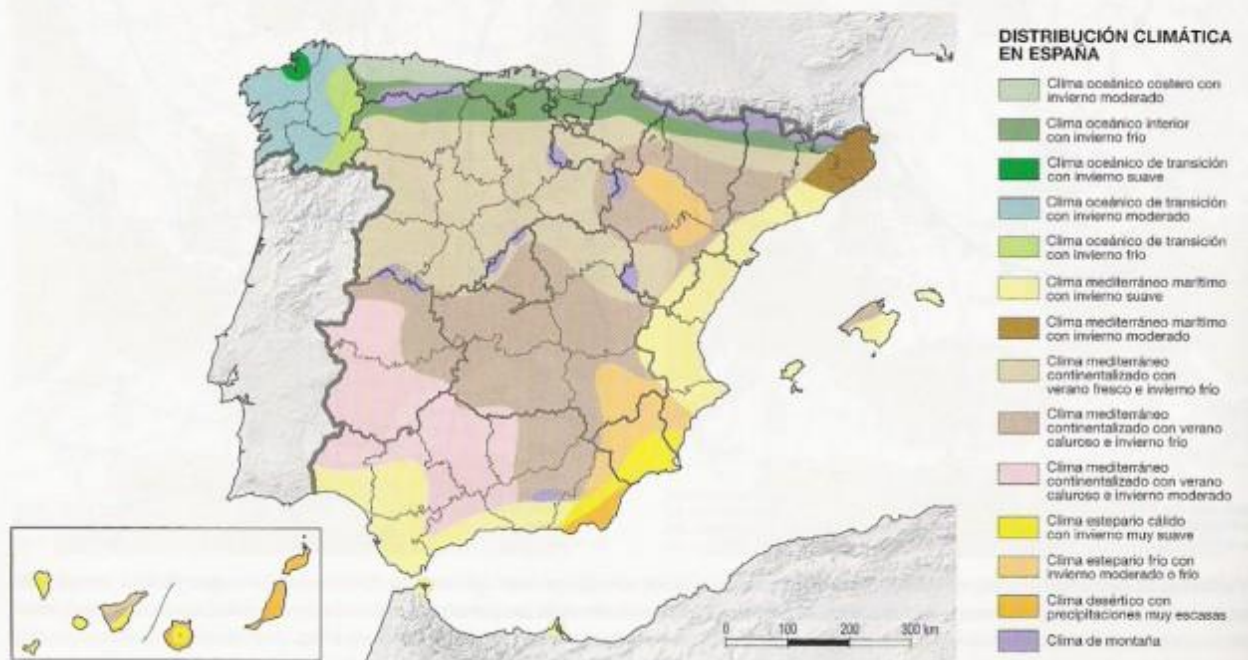 DISTRIBUCIÓN CLIMÁTICA
EN ESPAÑA
Clima oceánico costero con
invierno moderado
Clima oceánico interior
con invierno frío
Clima oceánico de transición
con invierno suave
Clima oceánico de transición
con invierno moderado
Clima oceánico de transición
con invierno frío
Clima mediterráneo marítimo
con invierno suave
Clima mediterráneo marítimo
con invierno moderado
Clima mediterráneo
continentalizado con
verano fresco e invierno frío
Clima mediterráneo
continentalizado con verano
caluroso e invierno frío
Clima mediterráneo
continentalizado con verano
caluroso e invierno moderado
Clima estepario cálido
con invierno muy suave
Clima estepario frío con
invierno moderado o frío
Clima desértico con
precipitaciones muy escasas
Clima de montaña
0 100 200 300 km